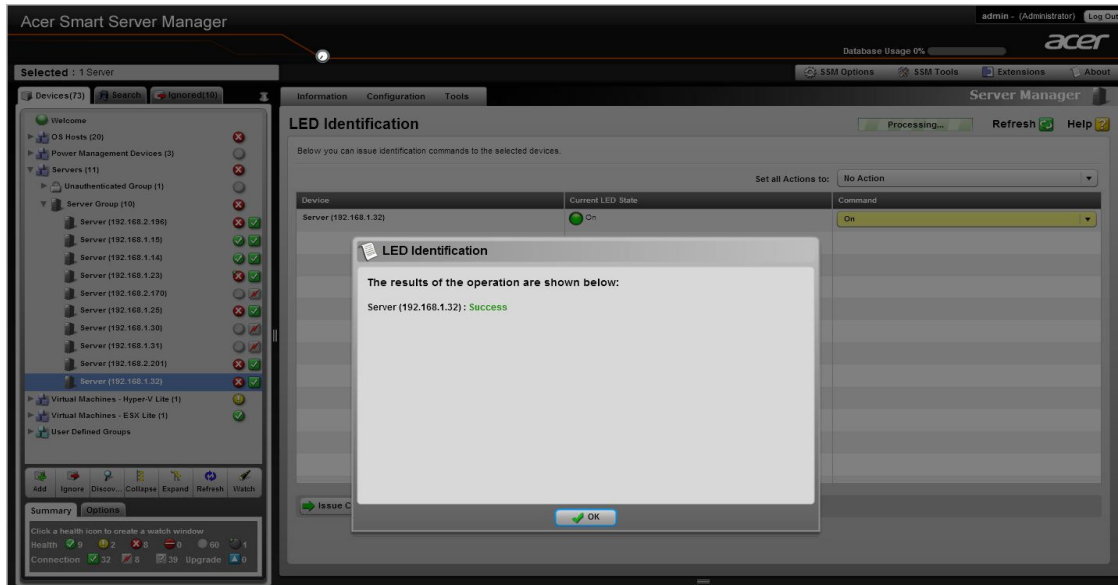 Acer Smart Server Manager
admin - (Administrator) Log Out
Database Usage 0%
acer
Selected : 1 Server
SSM Options SSM Tools Extensions About
Devices(73) Search Ignored(10)
Information Configuration Tools
Server Manager
Welcome
OS Hosts (20)
Power Management Devices (3)
Servers (11)
Unauthenticated Group (1)
Server Group (10)
Server (192.168.2.196)
Server (192.168.1.15)
Server (192.168.1.14)
Server (192.168.1.23)
Server (192.168.2.170)
Server (192.168.1.25)
Server (192.168.1.30)
Server (192.168.1.31)
Server (192.168.2.201)
Server (192.168.1.32)
Virtual Machines - Hyper-V Lite (1)
Virtual Machines - ESX Lite (1)
User Defined Groups
Add Ignore Discov... Collapse Expand Refresh Watch
Summary Options
Click a health icon to create a watch window
Health 9 2 8 0 60 1
Connection 32 8 39 Upgrade 0
LED Identification
Processing... Refresh Help
Below you can issue identification commands to the selected devices.
Set all Actions to: No Action
Device Current LED State Command
Server (192.168.1.32) On On
LED Identification
The results of the operation are shown below:
Server (192.168.1.32) : Success
OK
Issue C